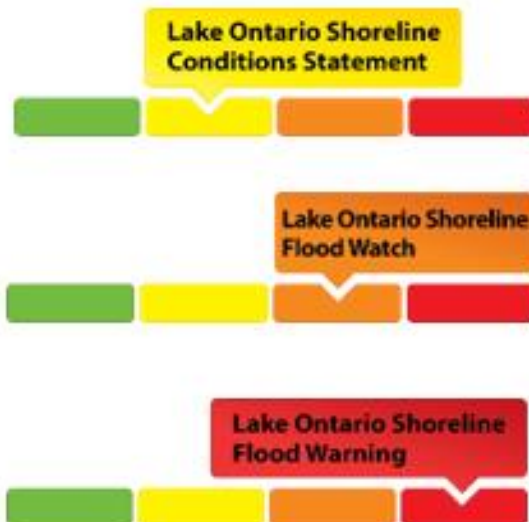 Lake Ontario Shoreline
Conditions Statement
Lake Ontario Shoreline
Flood Watch
Lake Ontario Shoreline
Flood Warning